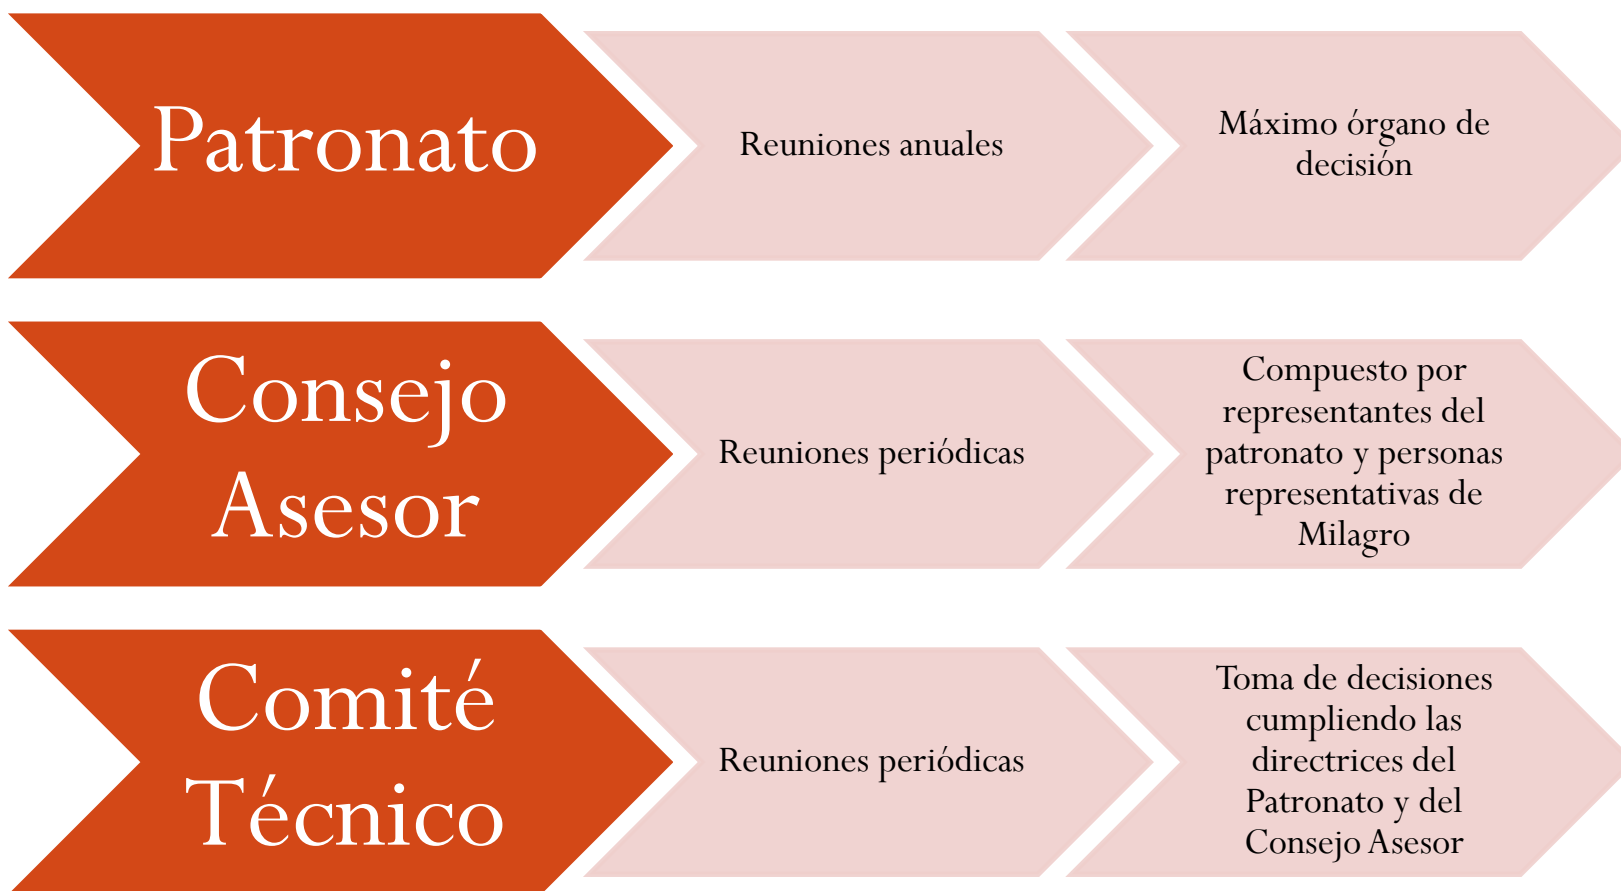 Patronato
Reuniones anuales
Máximo órgano de
decisión
Consejo
Asesor
Reuniones periódicas
Compuesto por
representantes del
patronato y personas
representativas de
Milagro
Comité
Técnico
Reuniones periódicas
Toma de decisiones
cumpliendo las
directrices del
Patronato y del
Consejo Asesor